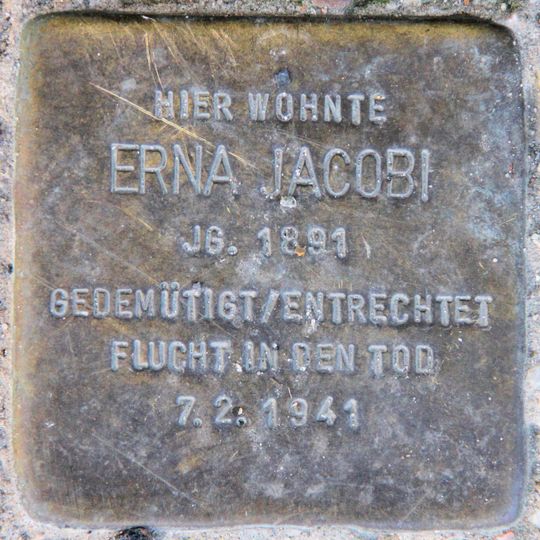 HIER WOHNTE
ERNA JACOBI
JG. 1891
GEDEMÜTIGT/ENTRECHTET
FLUCHT IN DEN TOD
7.2.1941